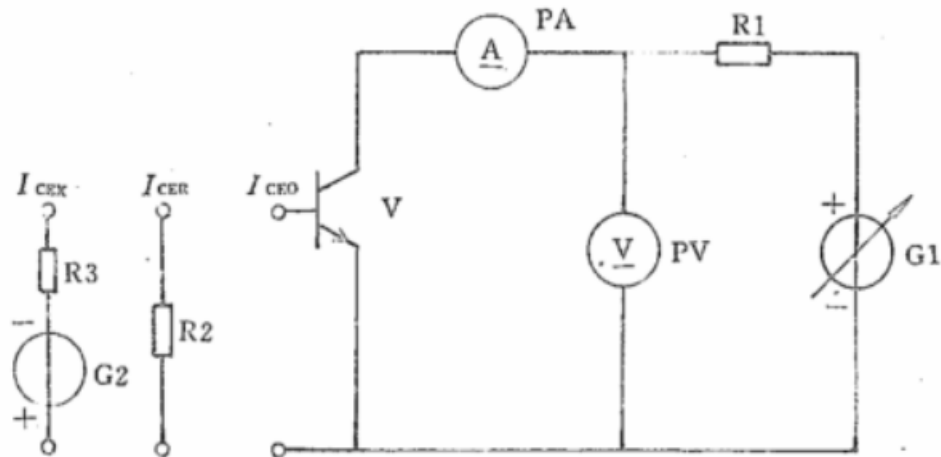 PA
A
R1
I CEX
I CER
I CEO
V
+
R3
V
PV
G1
−
R2
−
G2
+